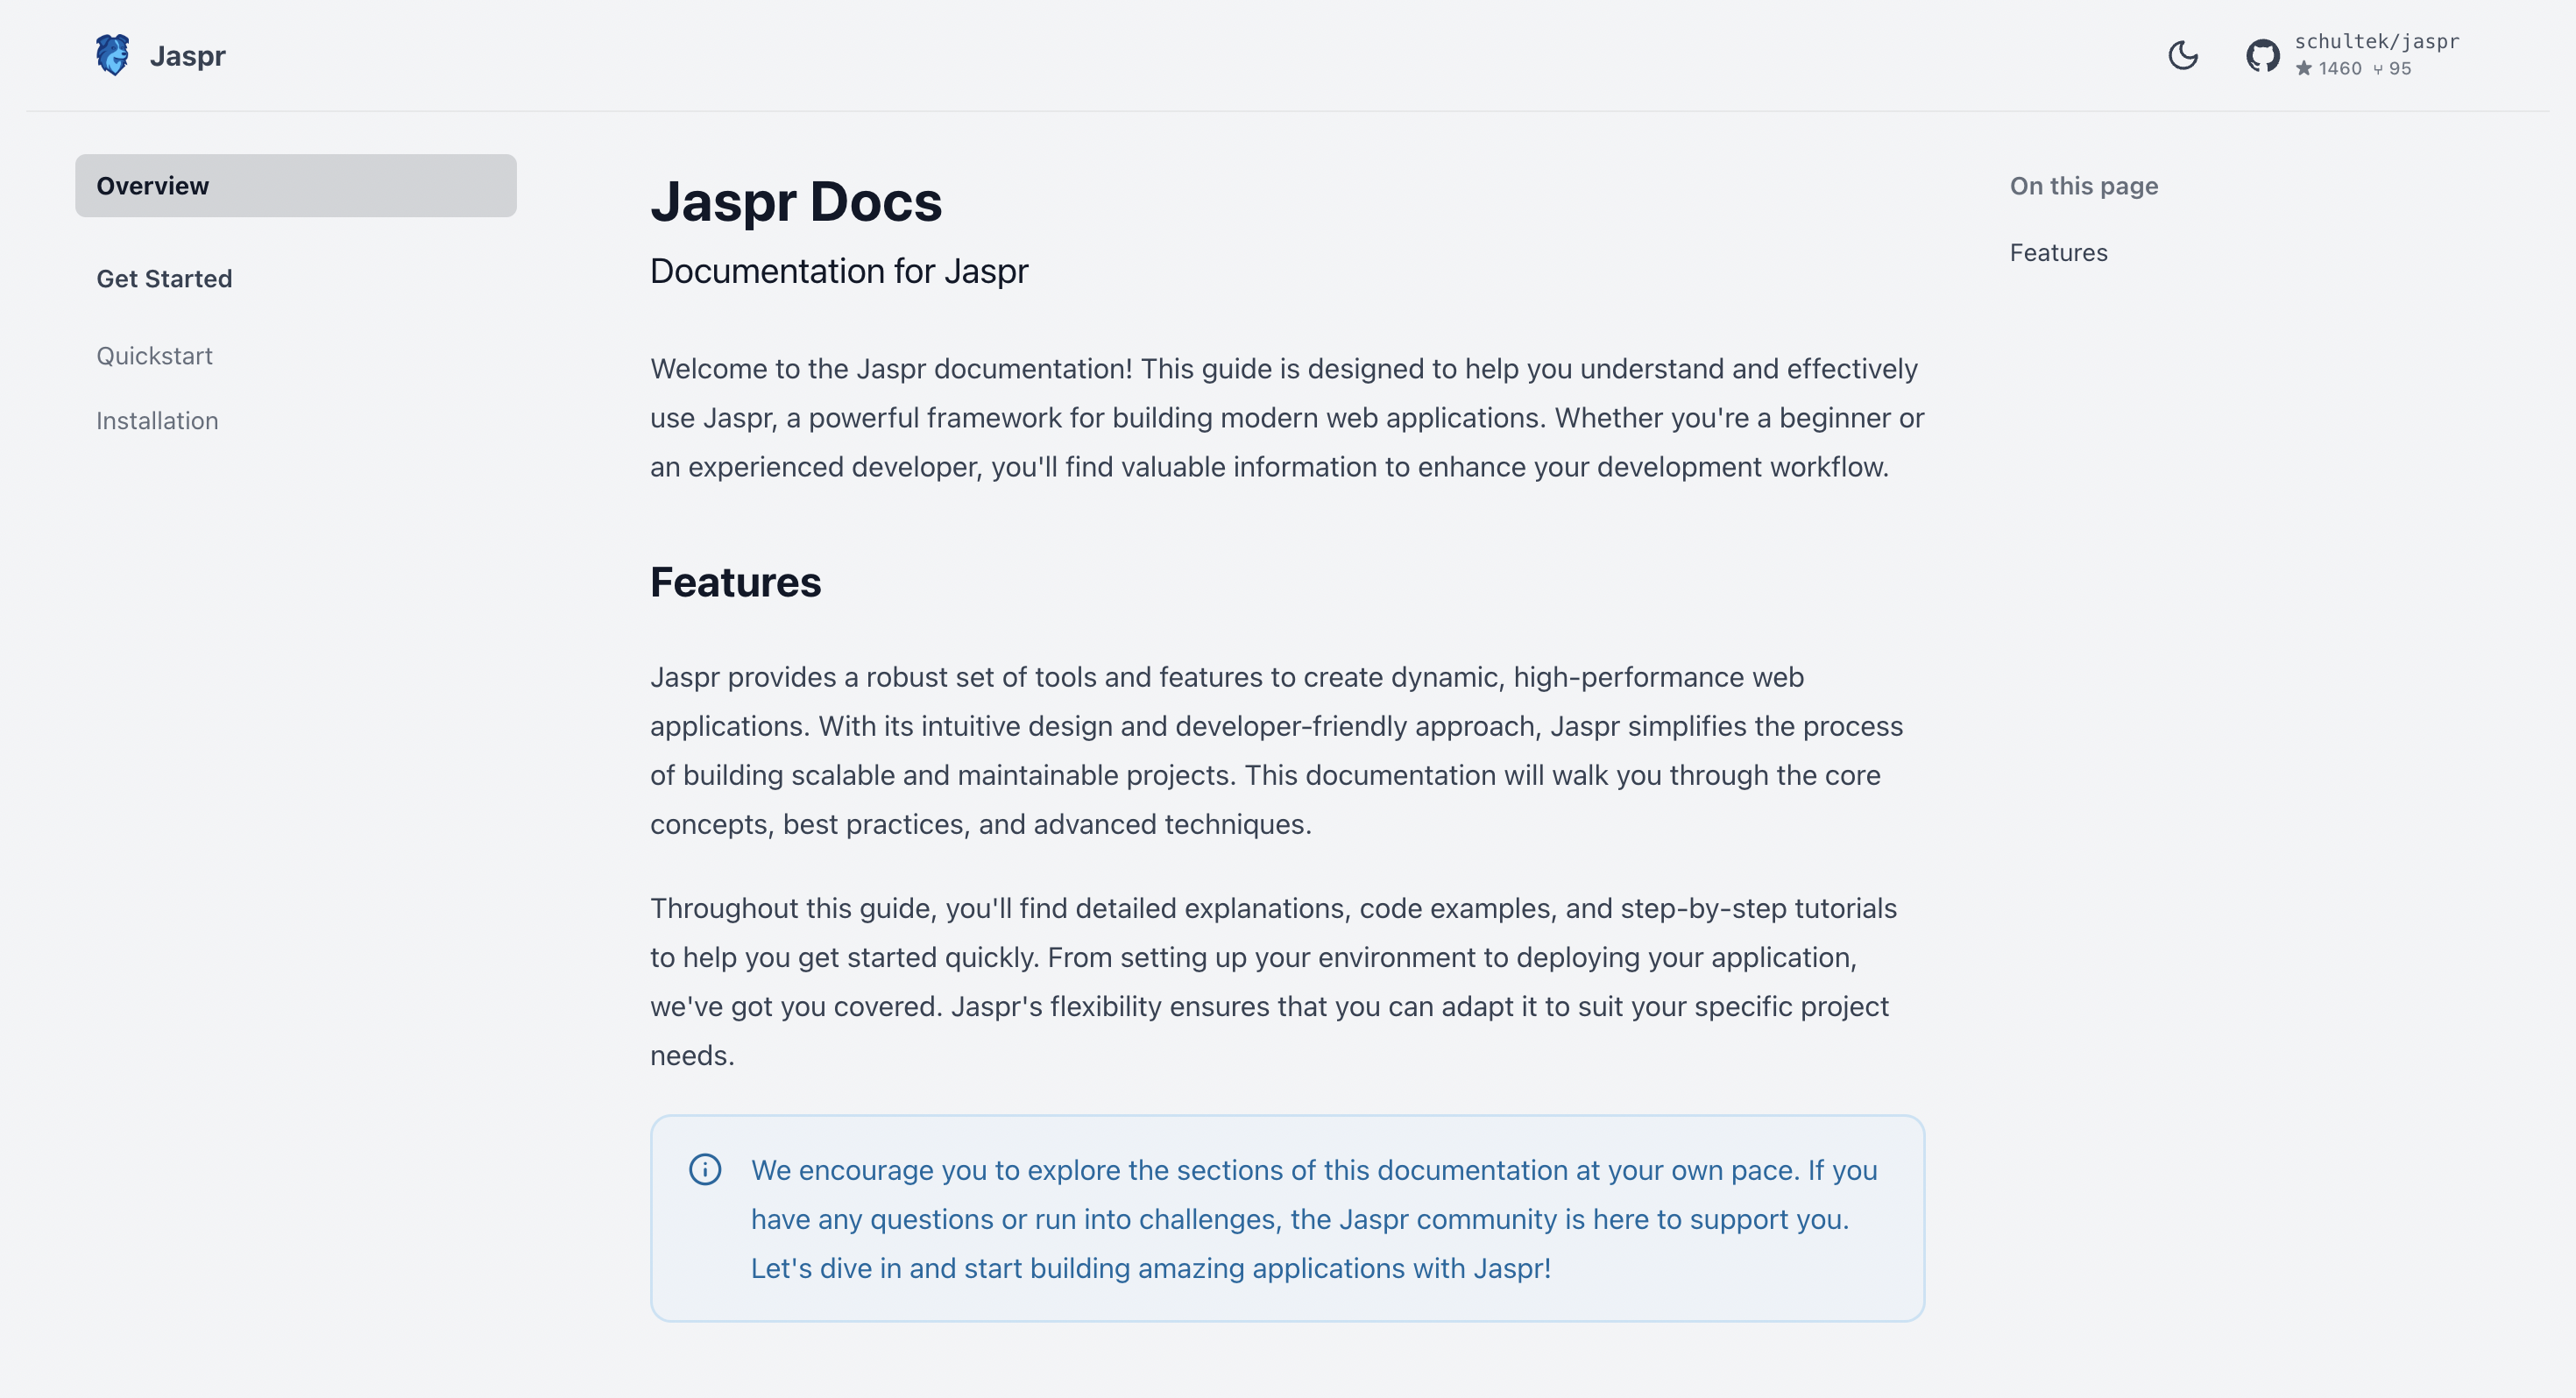 Jaspr
schultek/jaspr
★ 1460 ⑂ 95
Overview
Get Started
Quickstart
Installation
Jaspr Docs
Documentation for Jaspr
Welcome to the Jaspr documentation! This guide is designed to help you understand and effectively
use Jaspr, a powerful framework for building modern web applications. Whether you're a beginner or
an experienced developer, you'll find valuable information to enhance your development workflow.
Features
Jaspr provides a robust set of tools and features to create dynamic, high-performance web
applications. With its intuitive design and developer-friendly approach, Jaspr simplifies the process
of building scalable and maintainable projects. This documentation will walk you through the core
concepts, best practices, and advanced techniques.
Throughout this guide, you'll find detailed explanations, code examples, and step-by-step tutorials
to help you get started quickly. From setting up your environment to deploying your application,
we've got you covered. Jaspr's flexibility ensures that you can adapt it to suit your specific project
needs.
We encourage you to explore the sections of this documentation at your own pace. If you
have any questions or run into challenges, the Jaspr community is here to support you.
Let's dive in and start building amazing applications with Jaspr!
On this page
Features